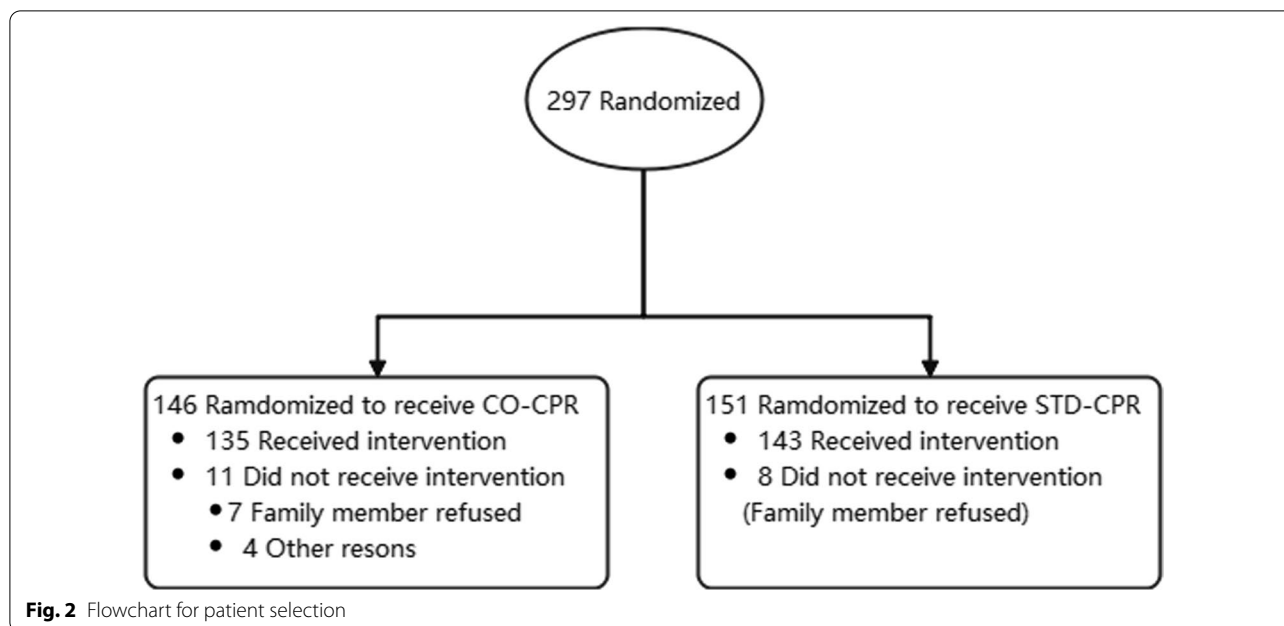 297 Randomized
146 Ramdomized to receive CO-CPR
• 135 Received intervention
• 11 Did not receive intervention
• 7 Family member refused
• 4 Other resons
151 Ramdomized to receive STD-CPR
• 143 Received intervention
• 8 Did not receive intervention
(Family member refused)
Fig. 2 Flowchart for patient selection